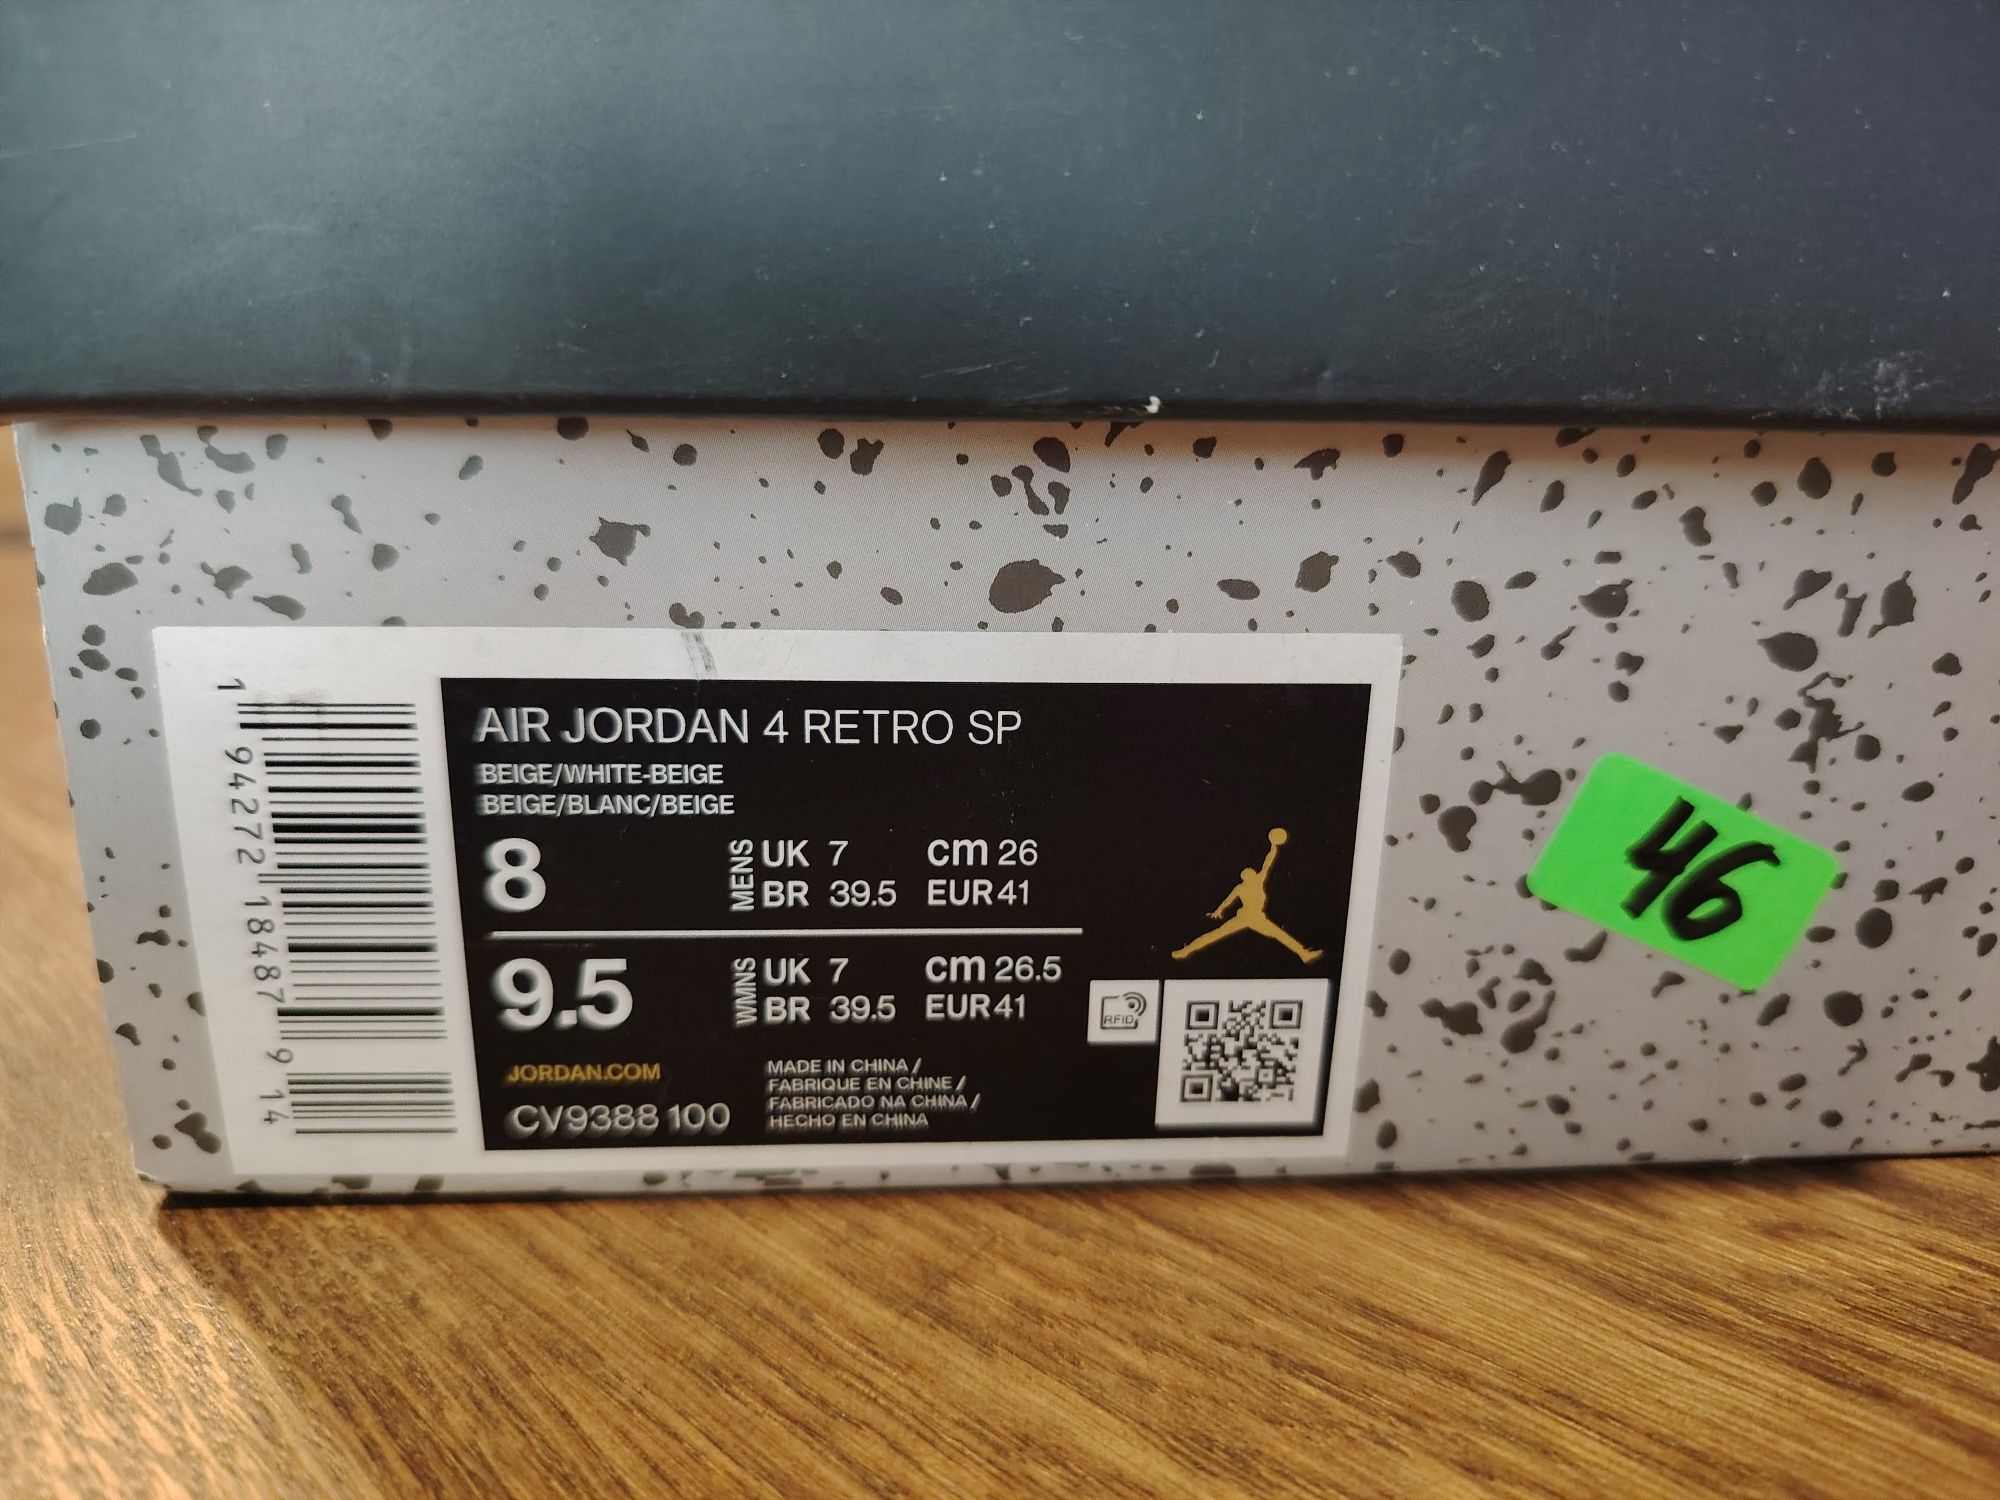 AIR JORDAN 4 RETRO SP
BEIGE/WHITE-BEIGE
BEIGE/BLANC/BEIGE
8 MENS UK 7 cm 26
BR 39.5 EUR 41
9.5 WMNS UK 7 cm 26.5
BR 39.5 EUR 41
JORDAN.COM
CV9388 100
MADE IN CHINA /
FABRIQUE EN CHINE /
FABRICADO NA CHINA /
HECHO EN CHINA
RFID
1 94272 18487 9 14
46